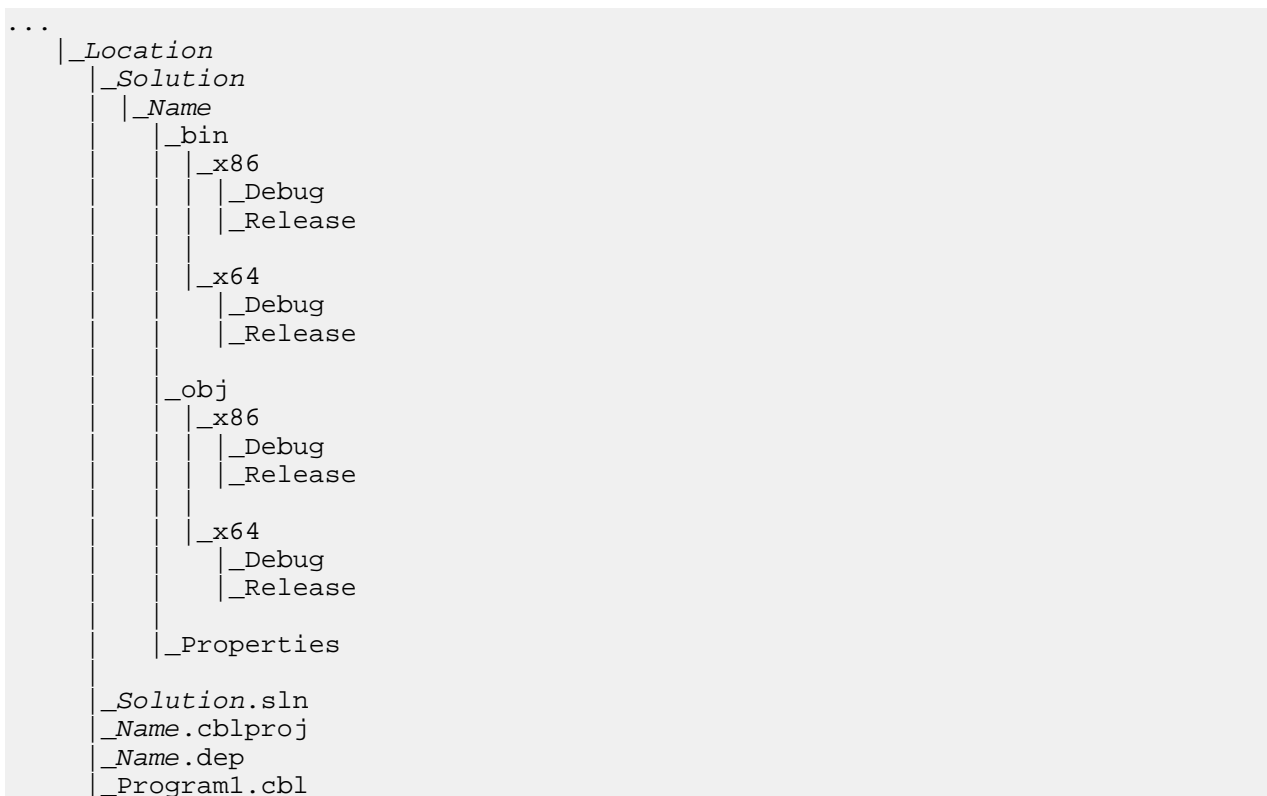 ...
   |_Location
     |_Solution
     | |_Name
     |   |_bin
     |   | |_x86
     |   | | |_Debug
     |   | | |_Release
     |   | |
     |   | |_x64
     |   |   |_Debug
     |   |   |_Release
     |   |
     |   |_obj
     |   | |_x86
     |   | | |_Debug
     |   | | |_Release
     |   | |
     |   | |_x64
     |   |   |_Debug
     |   |   |_Release
     |   |
     |   |_Properties
     |
     |_Solution.sln
     |_Name.cblproj
     |_Name.dep
     |_Program1.cbl